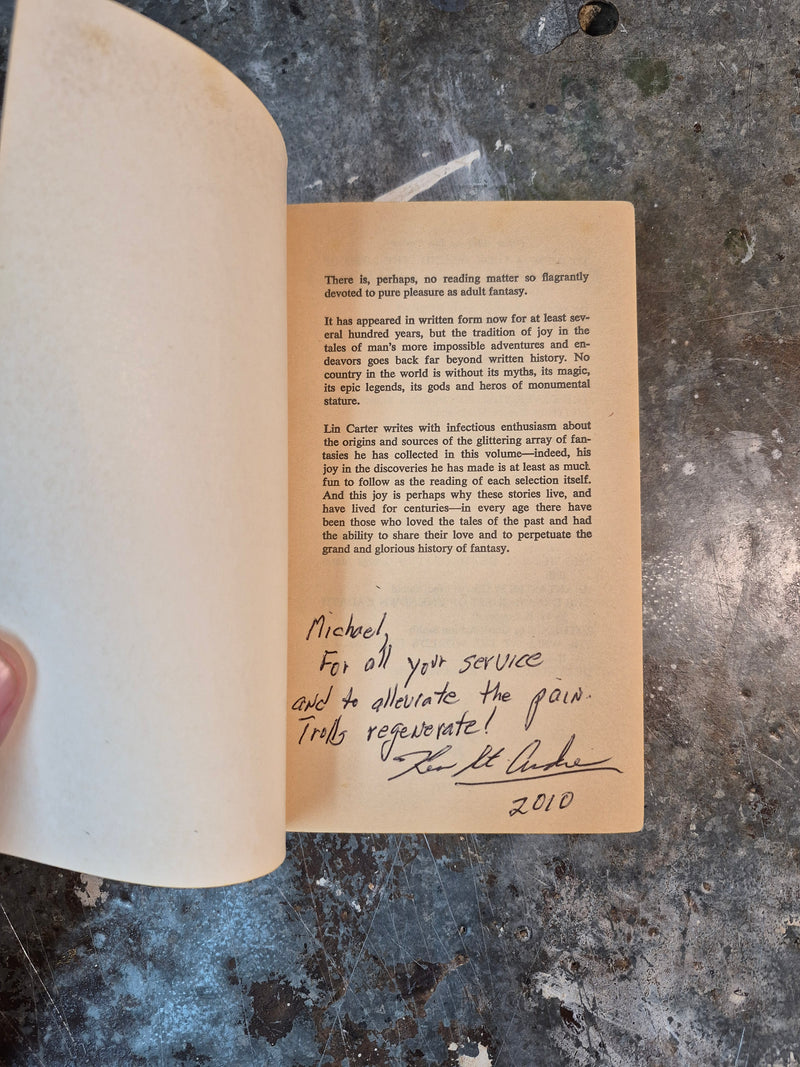 There is, perhaps, no reading matter so flagrantly
devoted to pure pleasure as adult fantasy.
It has appeared in written form now for at least sev-
eral hundred years, but the tradition of joy in the
tales of man's more impossible adventures and en-
deavors goes back far beyond written history. No
country in the world is without its myths, its magic,
its epic legends, its gods and heros of monumental
stature.
Lin Carter writes with infectious enthusiasm about
the origins and sources of the glittering array of fan-
tasies he has collected in this volume—indeed, his
joy in the discoveries he has made is at least as much
fun to follow as the reading of each selection itself.
And this joy is perhaps why these stories live, and
have lived for centuries—in every age there have
been those who loved the tales of the past and had
the ability to share their love and to perpetuate the
grand and glorious history of fantasy.
Michael,
For all your service
and to alleviate the pain.
Trolls regenerate!
Ken St Andre
2010